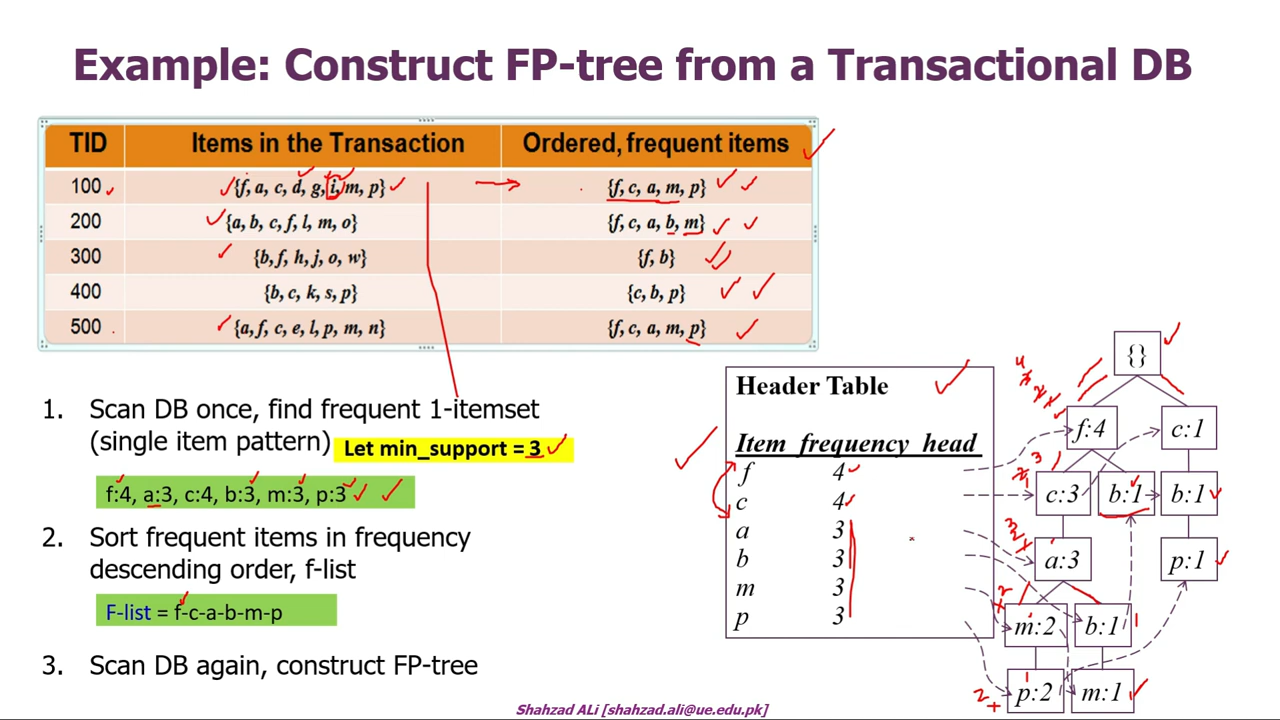 Example: Construct FP-tree from a Transactional DB
TID Items in the Transaction Ordered, frequent items
100 {f, a, c, d, g, i, m, p} {f, c, a, m, p}
200 {a, b, c, f, l, m, o} {f, c, a, b, m}
300 {b, f, h, j, o, w} {f, b}
400 {b, c, k, s, p} {c, b, p}
500 {a, f, c, e, l, p, m, n} {f, c, a, m, p}
1. Scan DB once, find frequent 1-itemset
(single item pattern) Let min_support = 3
f:4, a:3, c:4, b:3, m:3, p:3
2. Sort frequent items in frequency
descending order, f-list
F-list = f-c-a-b-m-p
3. Scan DB again, construct FP-tree
Header Table
Item frequency head
f 4
c 4
a 3
b 3
m 3
p 3
{}
f:4 c:1
c:3 b:1 b:1
a:3 p:1
m:2 b:1
p:2 m:1
Shahzad ALi [shahzad.ali@ue.edu.pk]